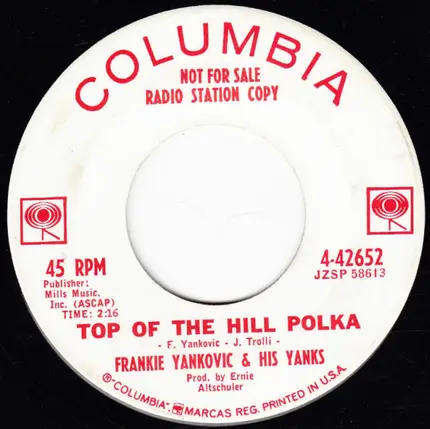 COLUMBIA
NOT FOR SALE
RADIO STATION COPY
45 RPM
Publisher:
Mills Music,
Inc. (ASCAP)
TIME: 2:16
4-42652
JZSP 58613
TOP OF THE HILL POLKA
- F. Yankovic - J. Trolli -
FRANKIE YANKOVIC & HIS YANKS
Prod. by Ernie
Altschuler
®"COLUMBIA", MARCAS REG. PRINTED IN U.S.A.